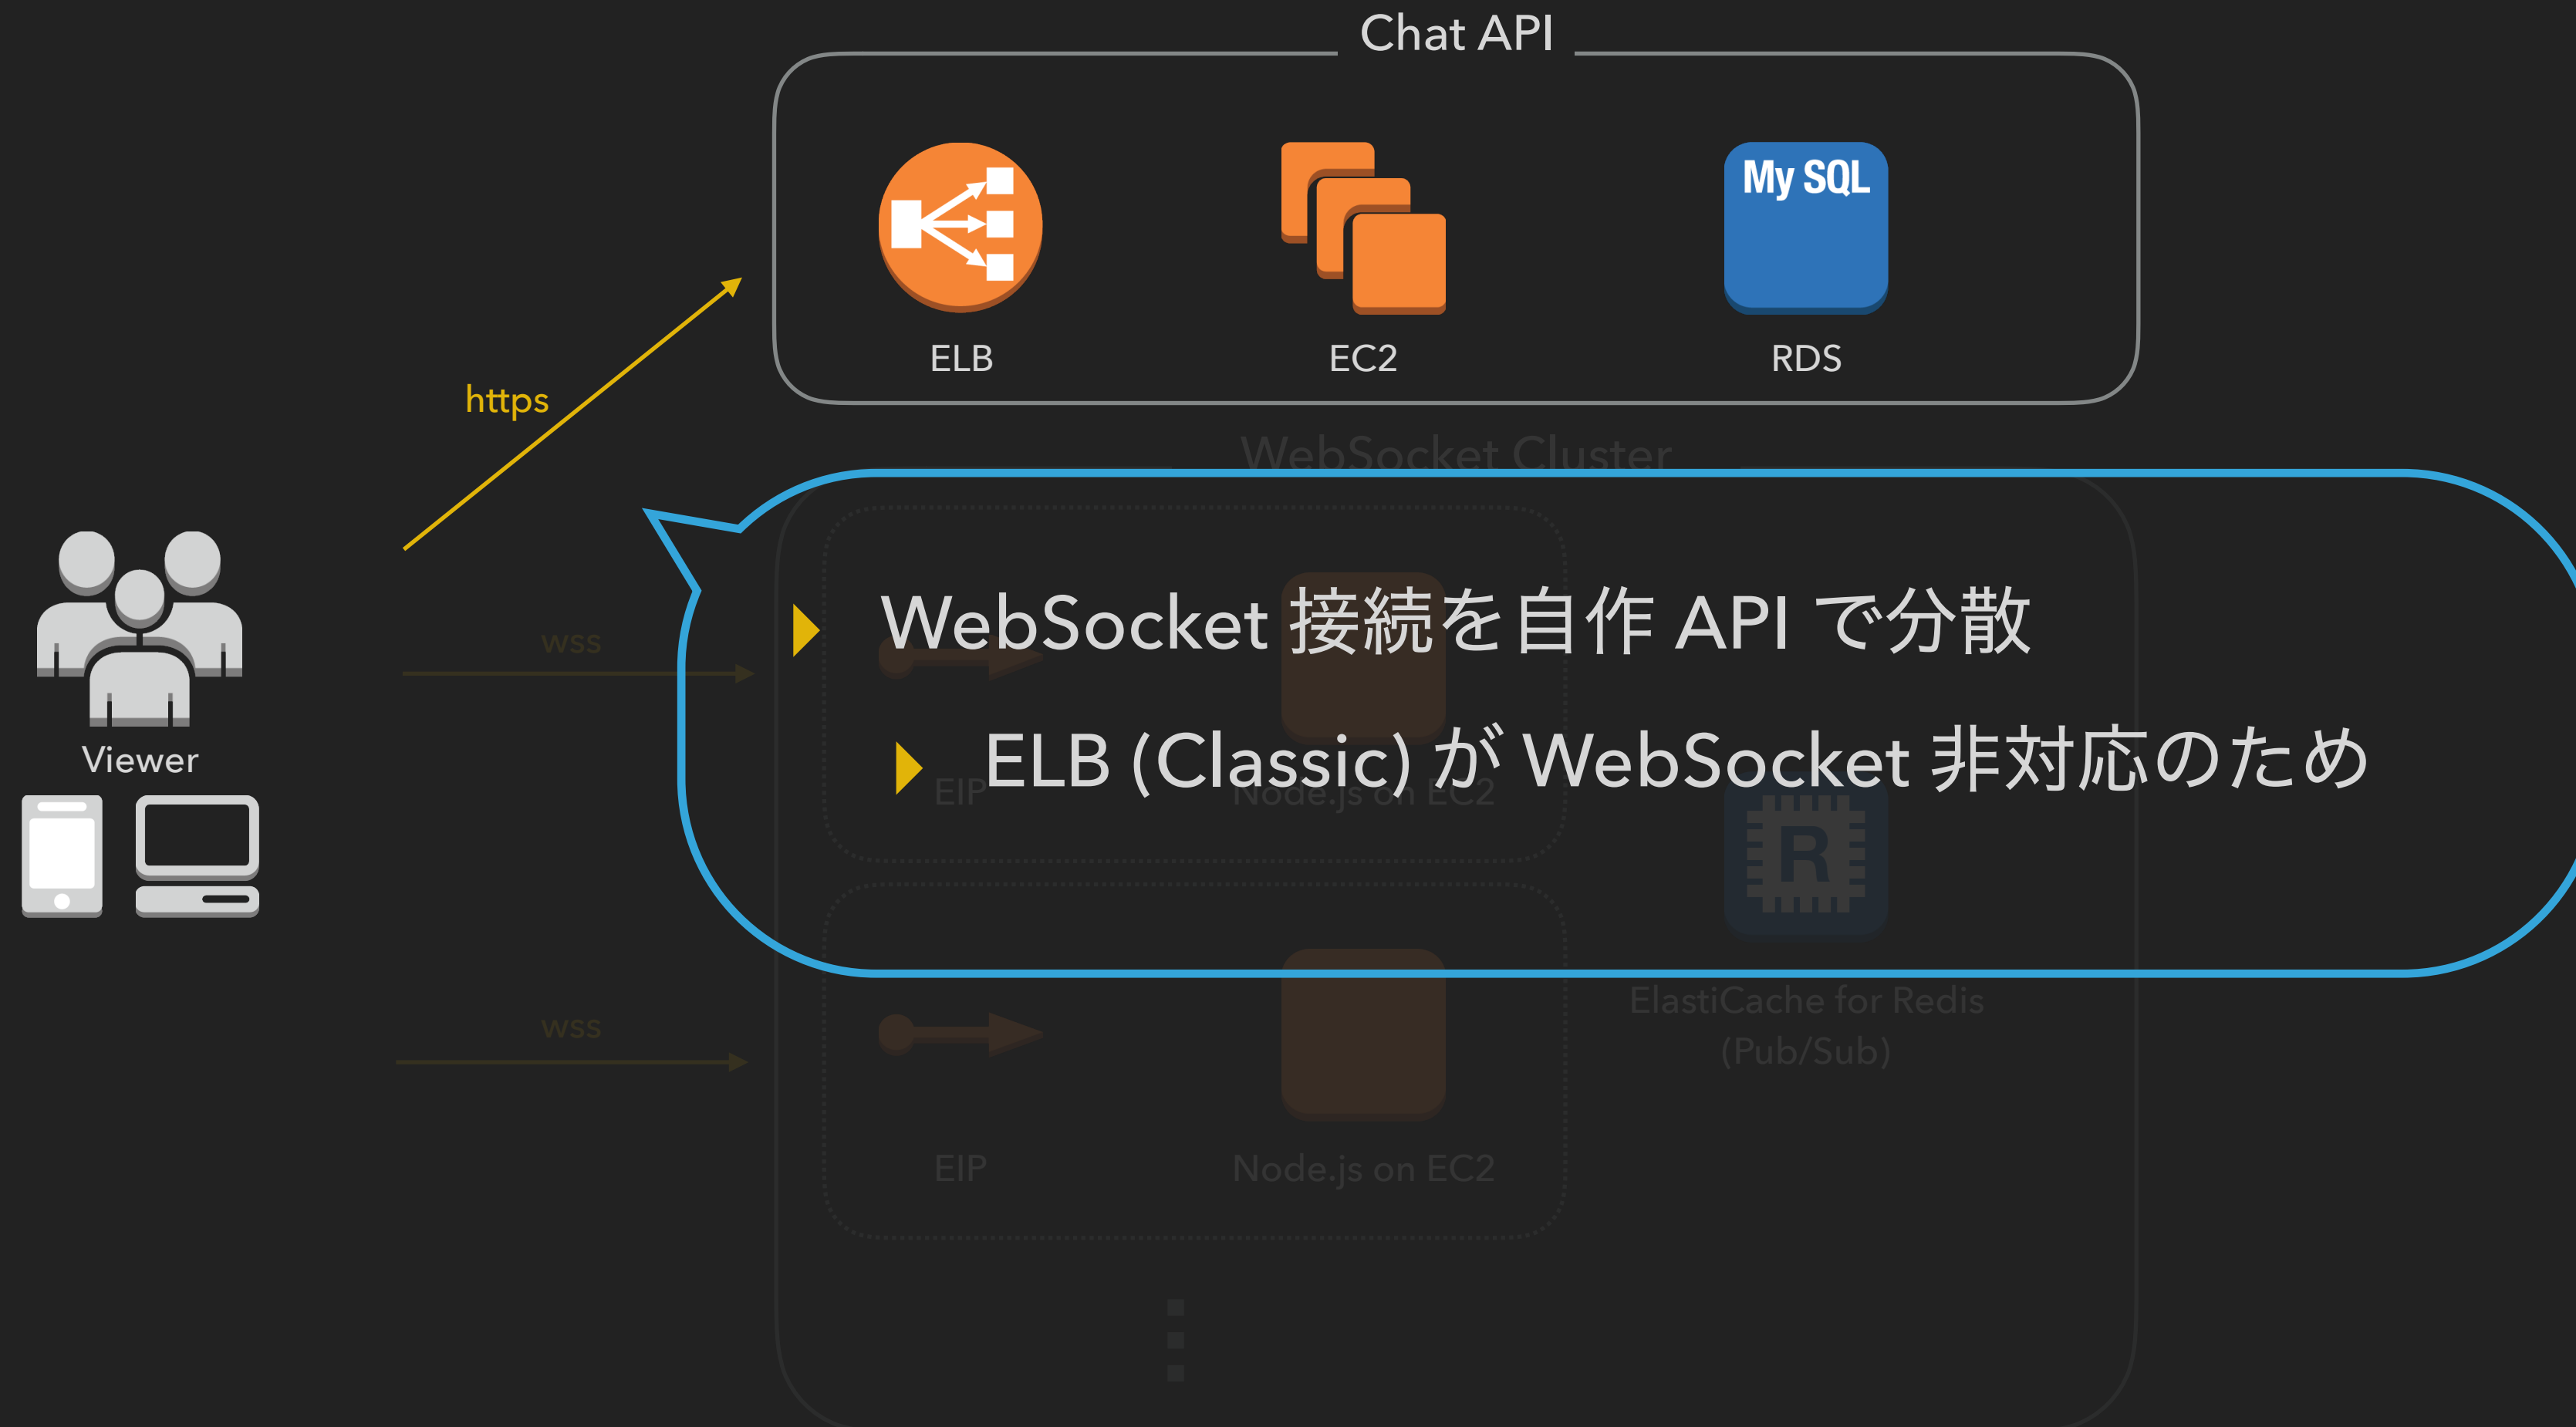 Chat API
My SQL
ELB
EC2
RDS
https
WebSocket Cluster
WebSocket 接続を自作 API で分散
wss
ELB (Classic) が WebSocket 非対応のため
Viewer
EIP
Node.js on EC2
R
ElastiCache for Redis
(Pub/Sub)
wss
EIP
Node.js on EC2